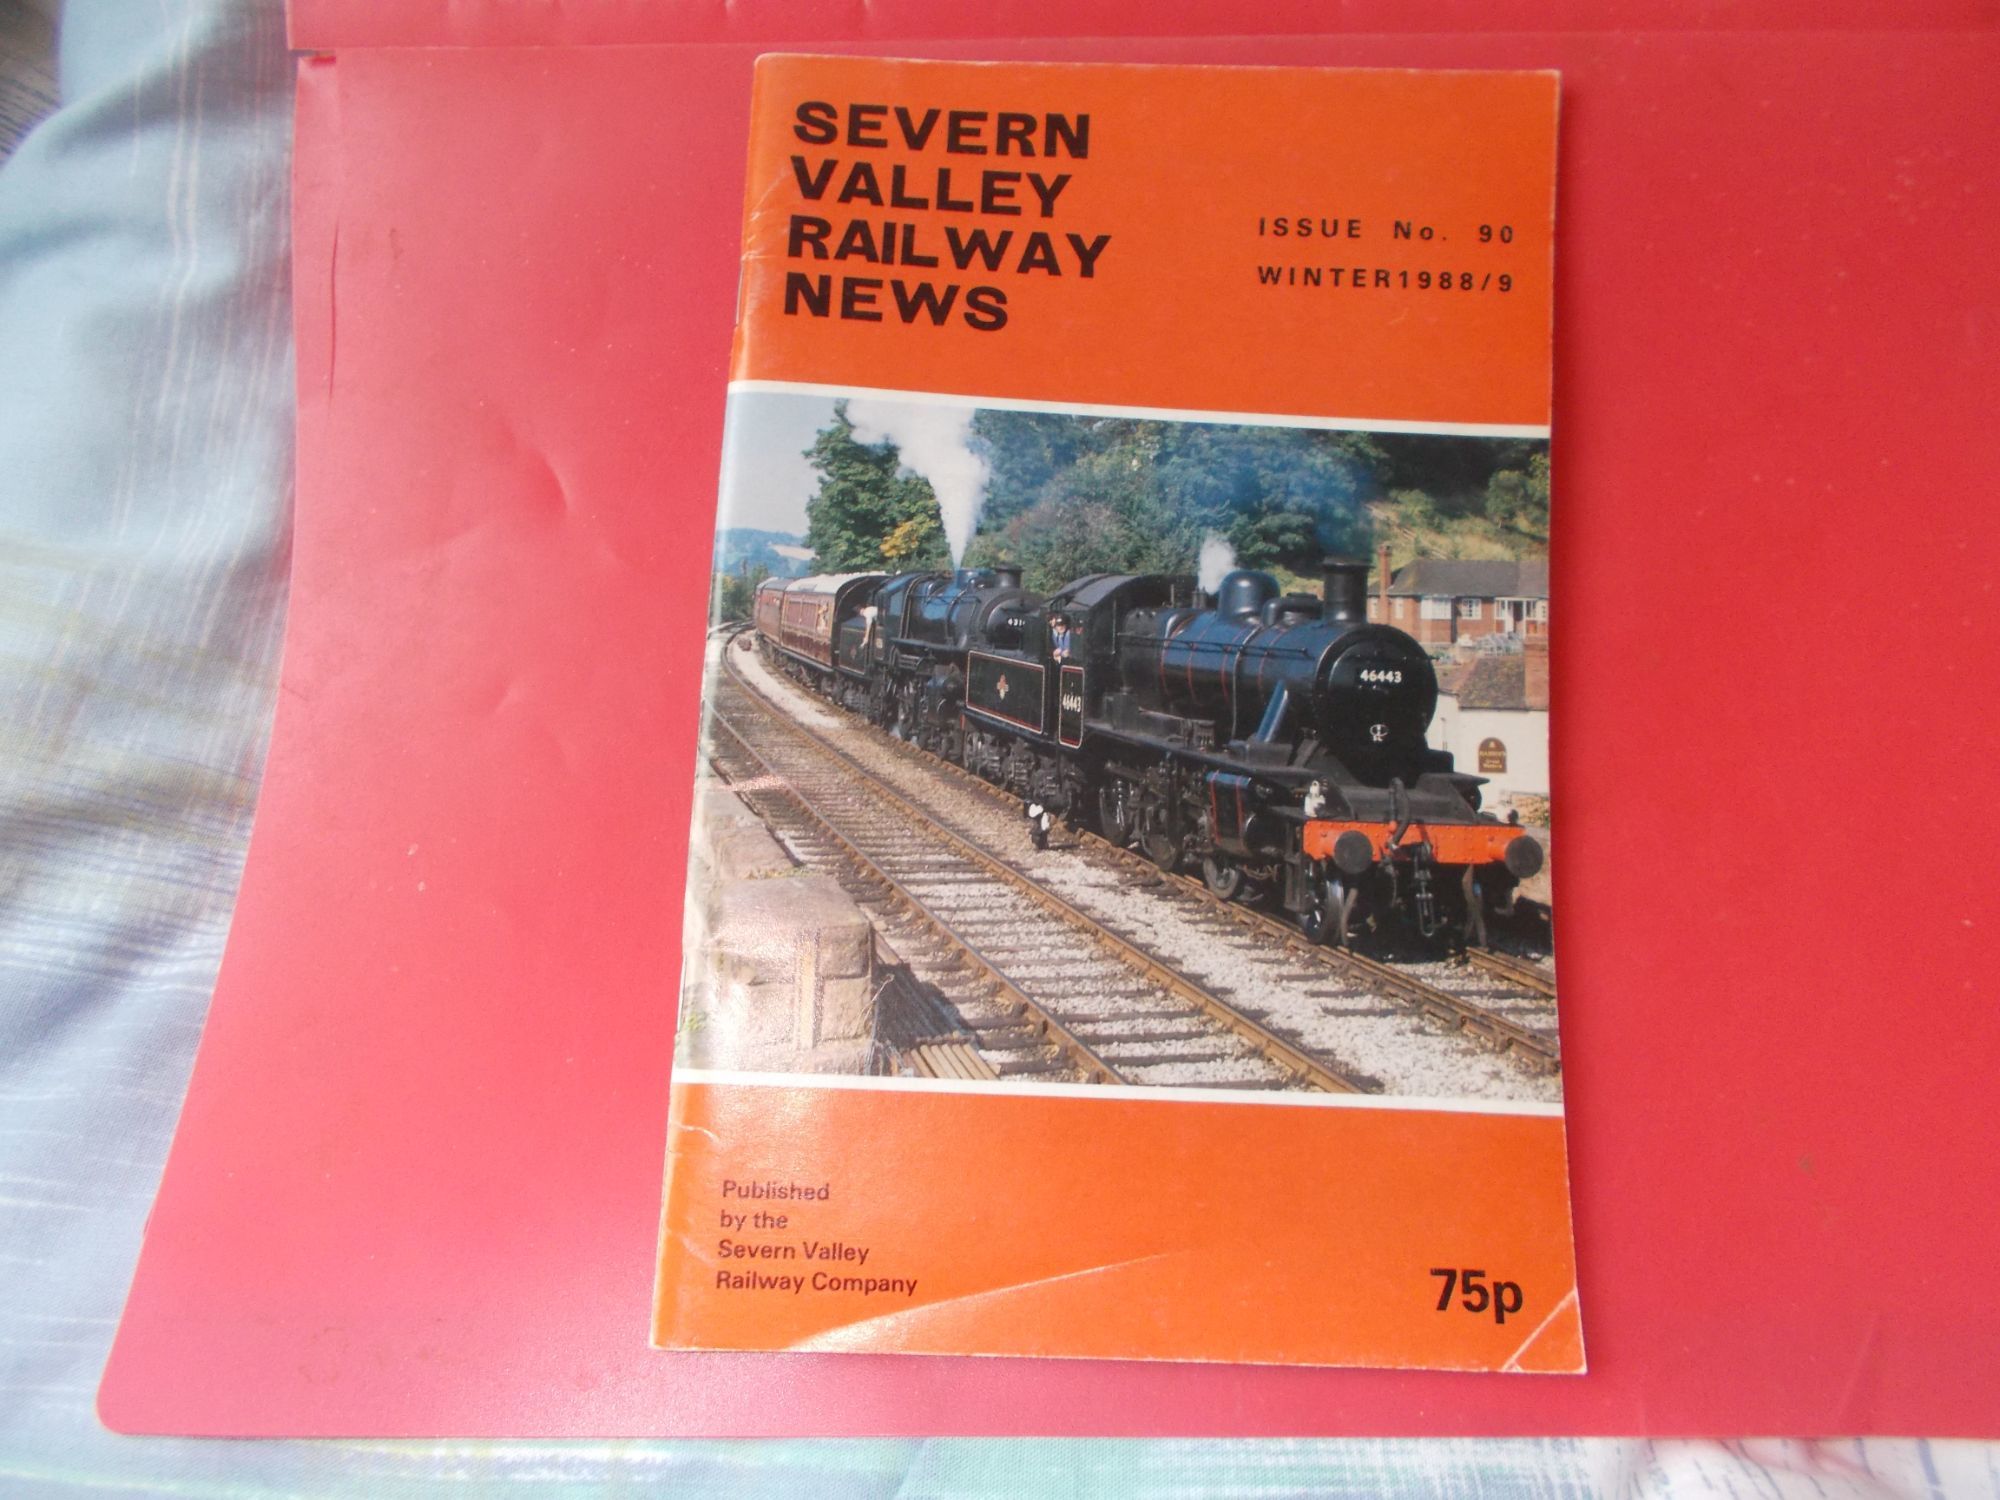 SEVERN
VALLEY
RAILWAY
NEWS
ISSUE No. 90
WINTER1988/9
46443
46443
Published
by the
Severn Valley
Railway Company
75p